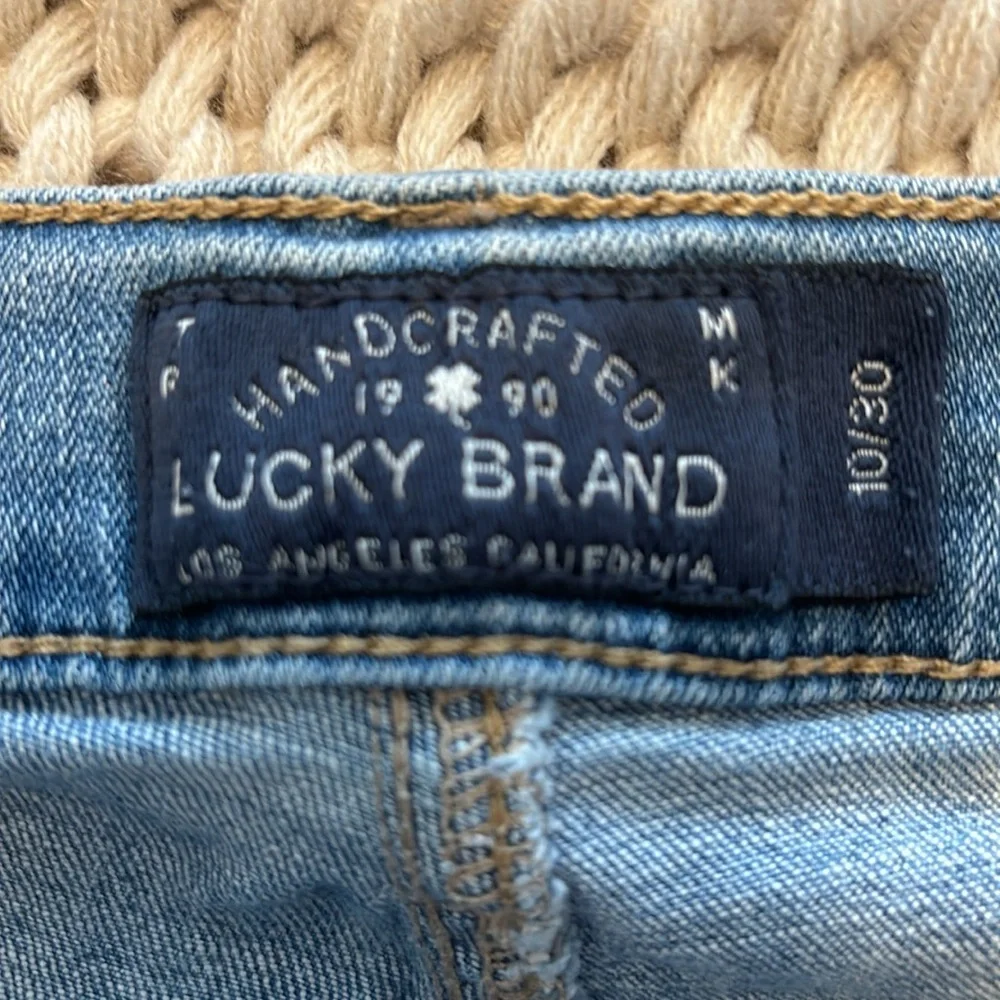 HANDCRAFTED
T M
R K
19 90
LUCKY BRAND
LOS ANGELES CALIFORNIA
10/30